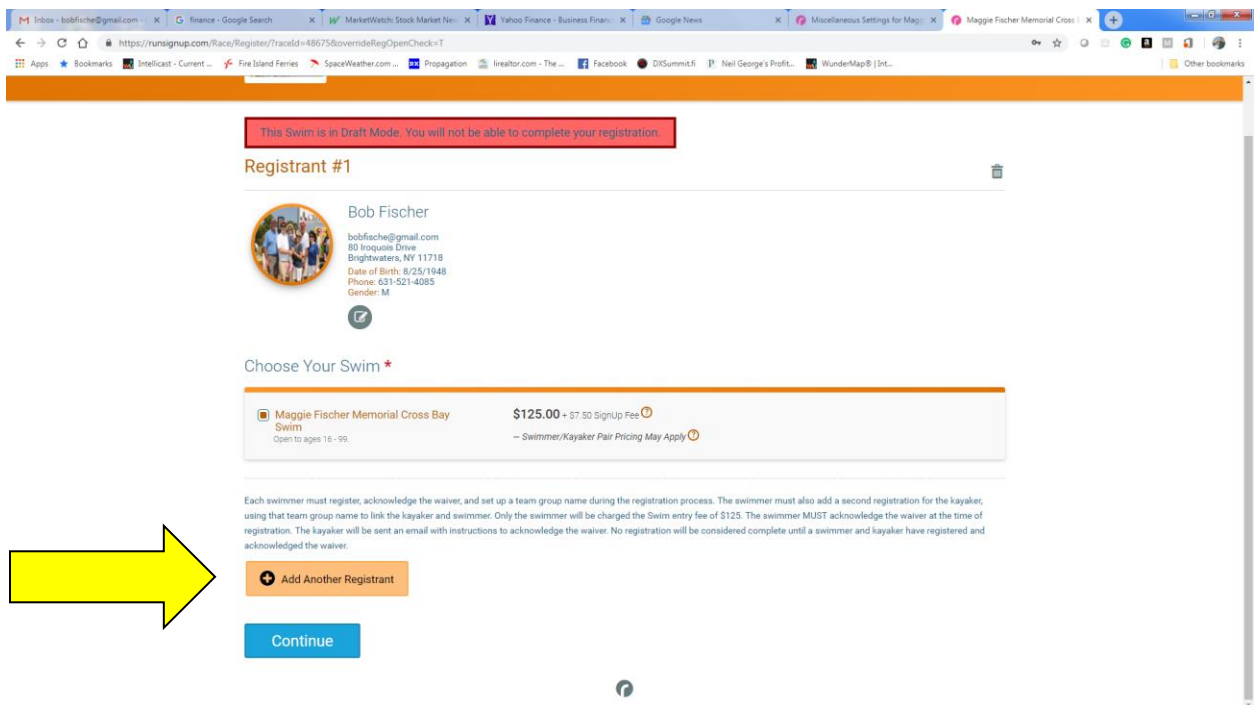 Inbox - bobfische@gmail.com -
finance - Google Search
MarketWatch: Stock Market New
Yahoo Finance - Business Financ
Google News
Miscellaneous Settings for Magg
Maggie Fischer Memorial Cross
https://runsignup.com/Race/Register/?raceId=48675&overrideRegOpenCheck=T
Apps Bookmarks Intellicast - Current ... Fire Island Ferries SpaceWeather.com ... Propagation lirealtor.com - The ... Facebook DXSummit.fi Neil George's Profit... WunderMap® | Int... Other bookmarks
This Swim is in Draft Mode. You will not be able to complete your registration.
Registrant #1
Bob Fischer
bobfische@gmail.com
80 Iroquois Drive
Brightwaters, NY 11718
Date of Birth: 8/25/1948
Phone: 631-521-4085
Gender: M
Choose Your Swim *
Maggie Fischer Memorial Cross Bay
Swim
Open to ages 16 - 99.
$125.00 + $7.50 SignUp Fee
— Swimmer/Kayaker Pair Pricing May Apply
Each swimmer must register, acknowledge the waiver, and set up a team group name during the registration process. The swimmer must also add a second registration for the kayaker,
using that team group name to link the kayaker and swimmer. Only the swimmer will be charged the Swim entry fee of $125. The swimmer MUST acknowledge the waiver at the time of
registration. The kayaker will be sent an email with instructions to acknowledge the waiver. No registration will be considered complete until a swimmer and kayaker have registered and
acknowledged the waiver.
Add Another Registrant
Continue